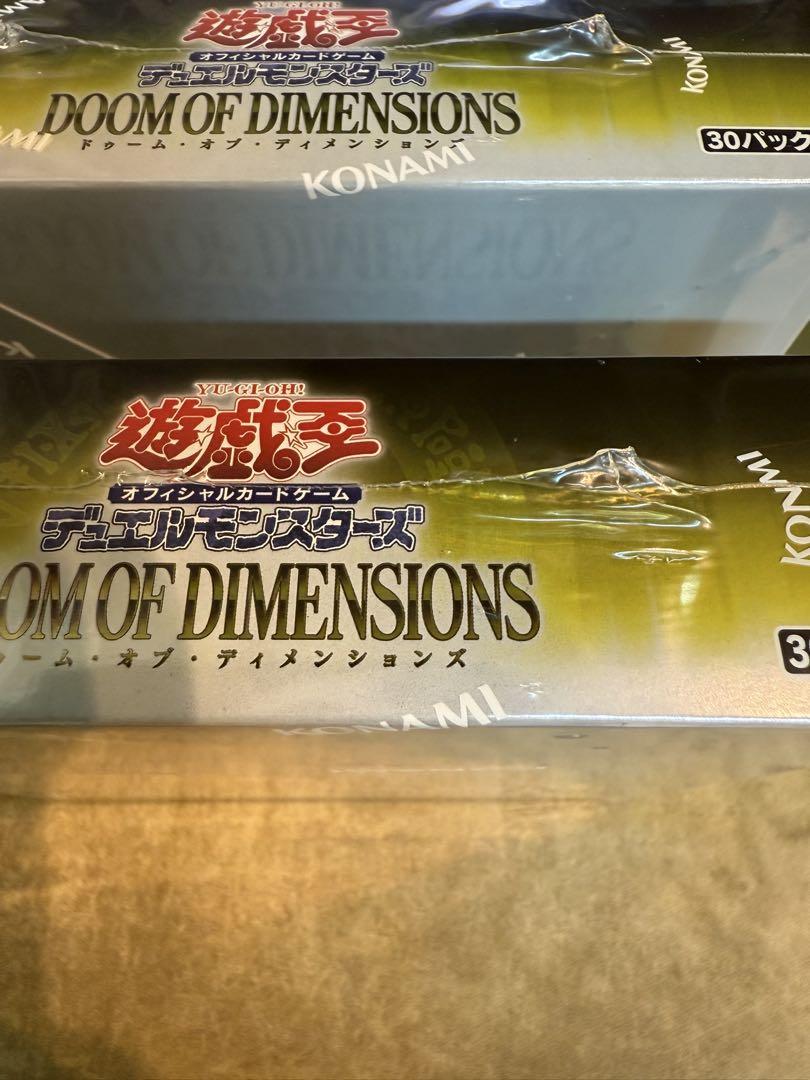 YU-GI-OH!
遊戯王
オフィシャルカードゲーム
デュエルモンスターズ
KONAMI
DOOM OF DIMENSIONS
ドゥーム・オブ・ディメンションズ
30パック
KONAMI
DOOM OF DIMENSIONS
YU-GI-OH!
遊戯王
オフィシャルカードゲーム
デュエルモンスターズ
KONAMI
OOM OF DIMENSIONS
ゥーム・オブ・ディメンションズ
KONAMI